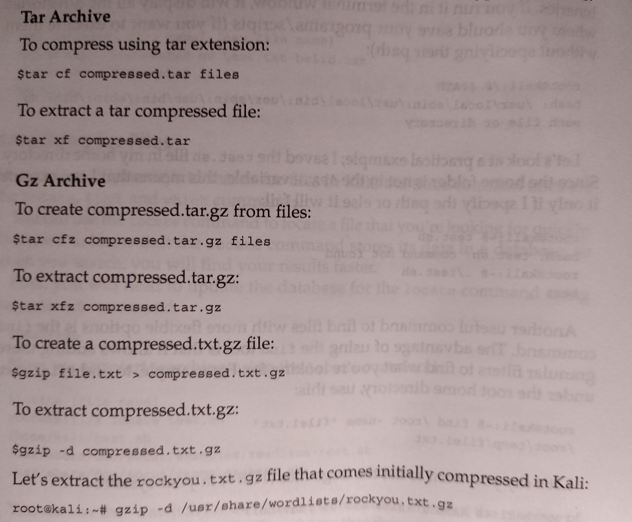 Tar Archive
To compress using tar extension:
$tar cf compressed.tar files
To extract a tar compressed file:
$tar xf compressed.tar
Gz Archive
To create compressed.tar.gz from files:
$tar cfz compressed.tar.gz files
To extract compressed.tar.gz:
$tar xfz compressed.tar.gz
To create a compressed.txt.gz file:
$gzip file.txt > compressed.txt.gz
To extract compressed.txt.gz:
$gzip -d compressed.txt.gz
Let's extract the rockyou.txt.gz file that comes initially compressed in Kali:
root@kali:~# gzip -d /usr/share/wordlists/rockyou.txt.gz